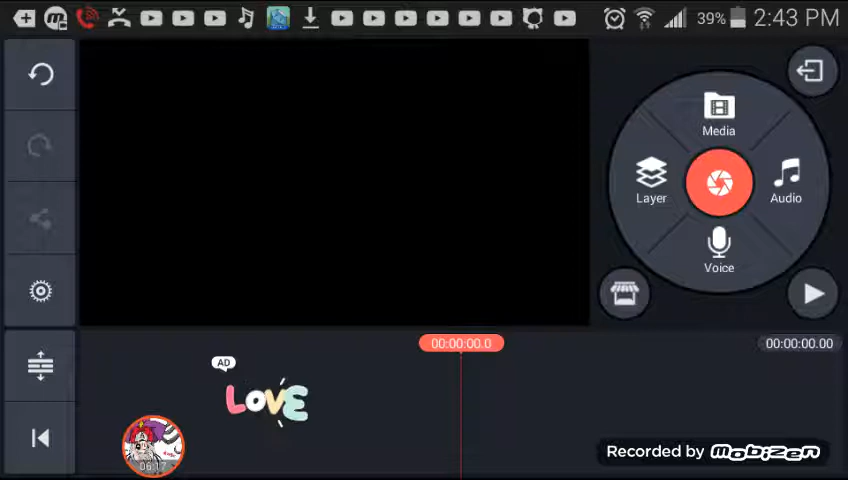 39% 2:43 PM
Media
Layer
Audio
Voice
00:00:00.0
00:00:00.00
AD
LOVE
06:17
Recorded by Mobizen